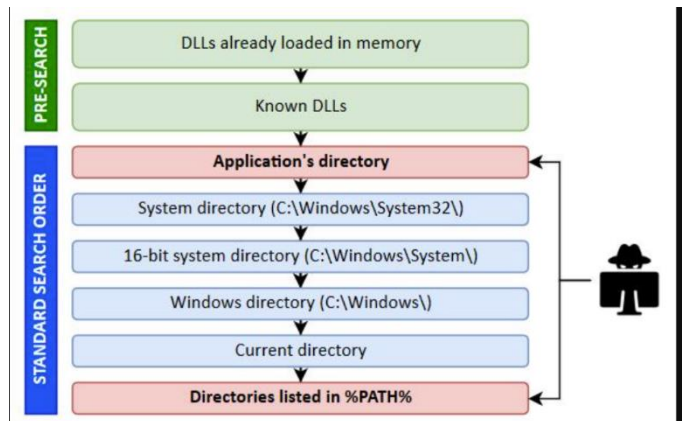 PRE-SEARCH
DLLs already loaded in memory
Known DLLs
STANDARD SEARCH ORDER
Application's directory
System directory (C:\Windows\System32\)
16-bit system directory (C:\Windows\System\)
Windows directory (C:\Windows\)
Current directory
Directories listed in %PATH%